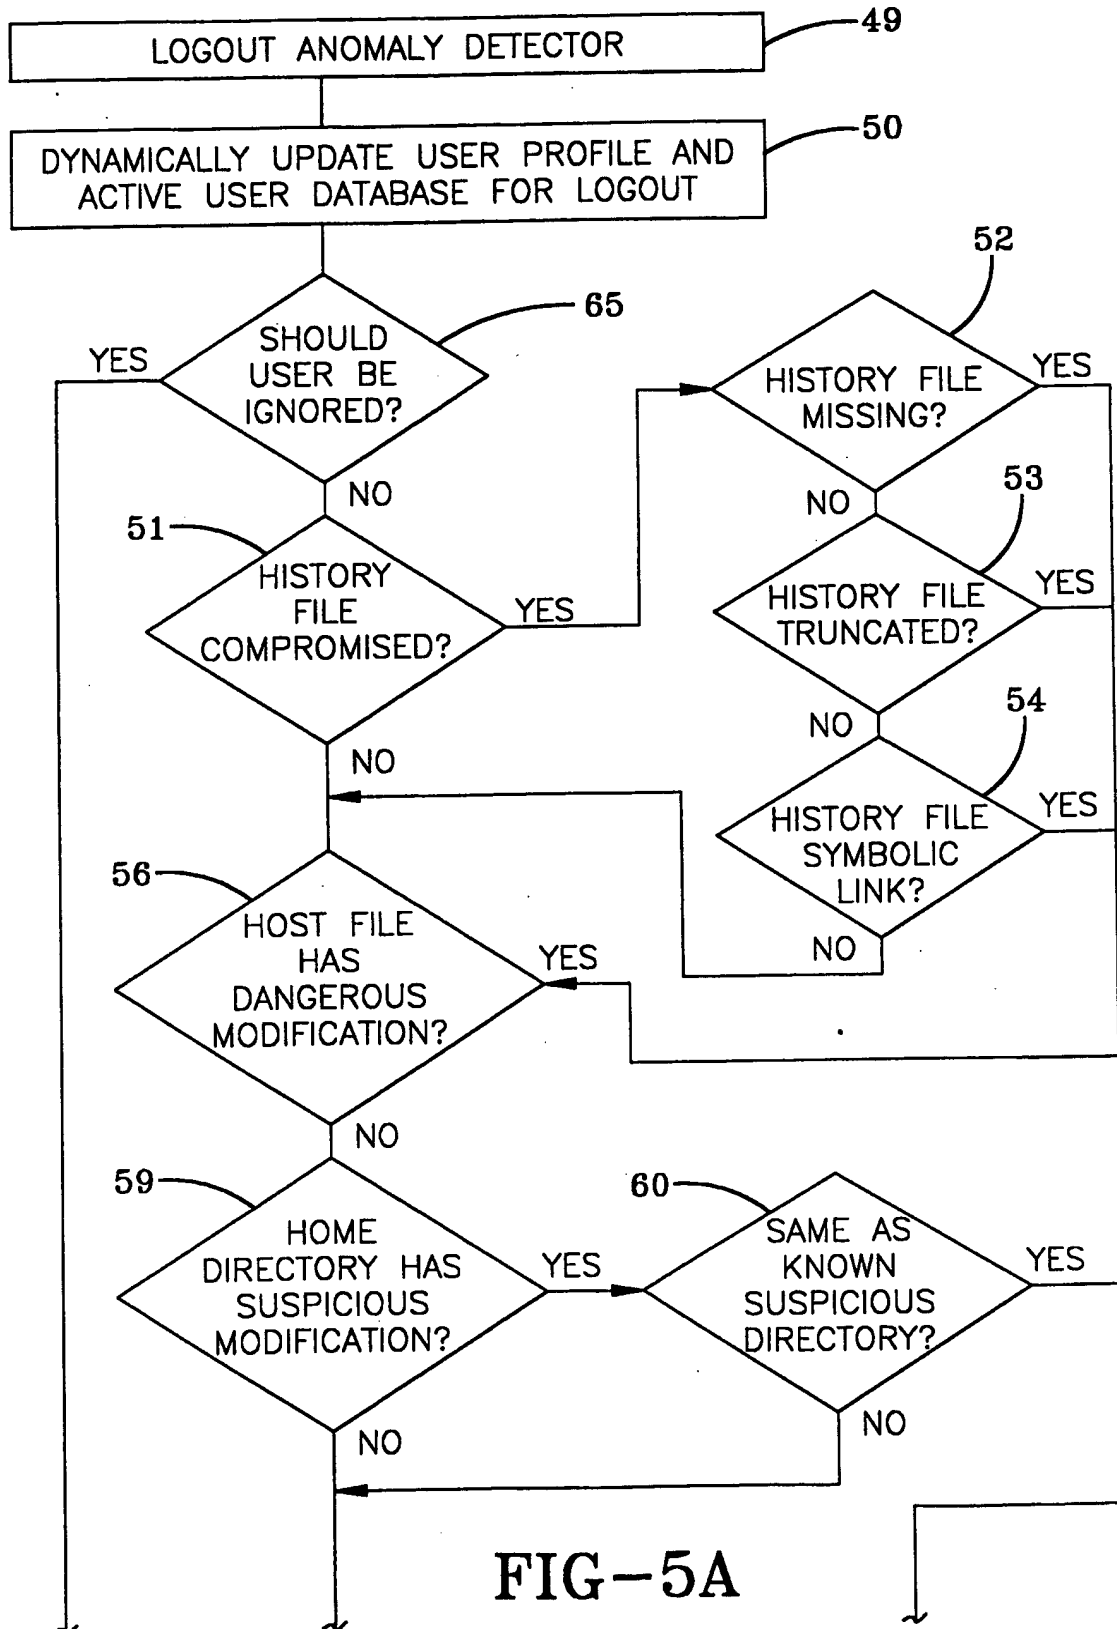 LOGOUT ANOMALY DETECTOR
49
DYNAMICALLY UPDATE USER PROFILE AND
ACTIVE USER DATABASE FOR LOGOUT
50
SHOULD
USER BE
IGNORED?
65
YES
NO
51
HISTORY
FILE
COMPROMISED?
YES
NO
52
HISTORY FILE
MISSING?
YES
NO
53
HISTORY FILE
TRUNCATED?
YES
NO
54
HISTORY FILE
SYMBOLIC
LINK?
YES
NO
56
HOST FILE
HAS
DANGEROUS
MODIFICATION?
YES
NO
59
HOME
DIRECTORY HAS
SUSPICIOUS
MODIFICATION?
YES
NO
60
SAME AS
KNOWN
SUSPICIOUS
DIRECTORY?
YES
NO
FIG-5A